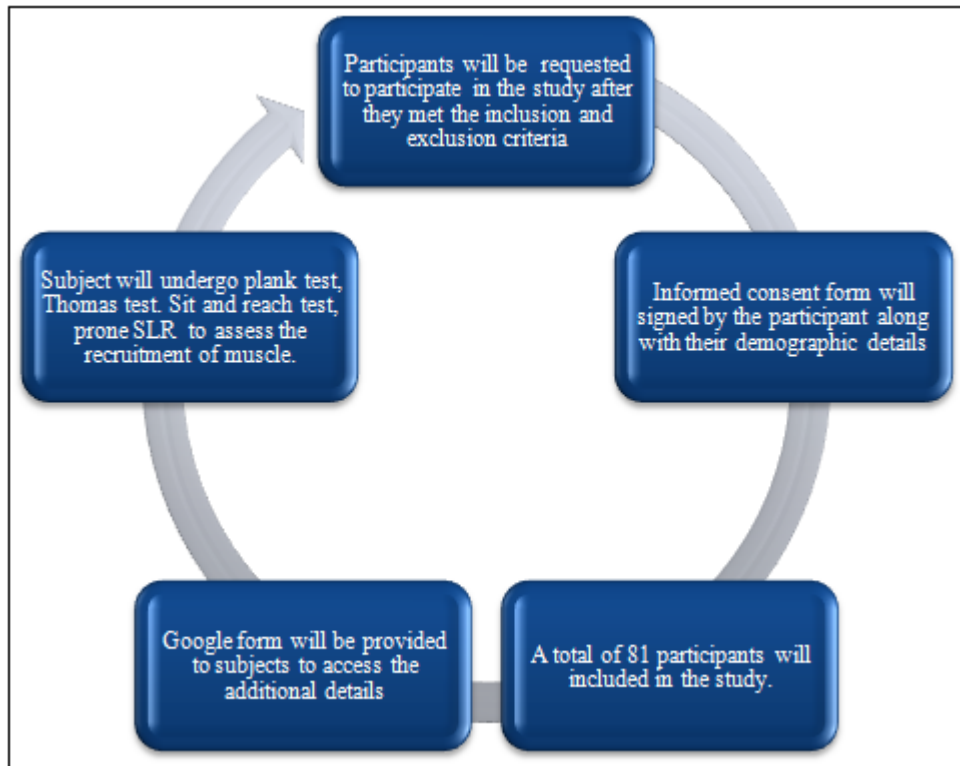 Participants will be requested
to participate in the study after
they met the inclusion and
exclusion criteria
Informed consent form will
signed by the participant along
with their demographic details
A total of 81 participants will
included in the study.
Google form will be provided
to subjects to access the
additional details
Subject will undergo plank test,
Thomas test. Sit and reach test,
prone SLR to assess the
recruitment of muscle.